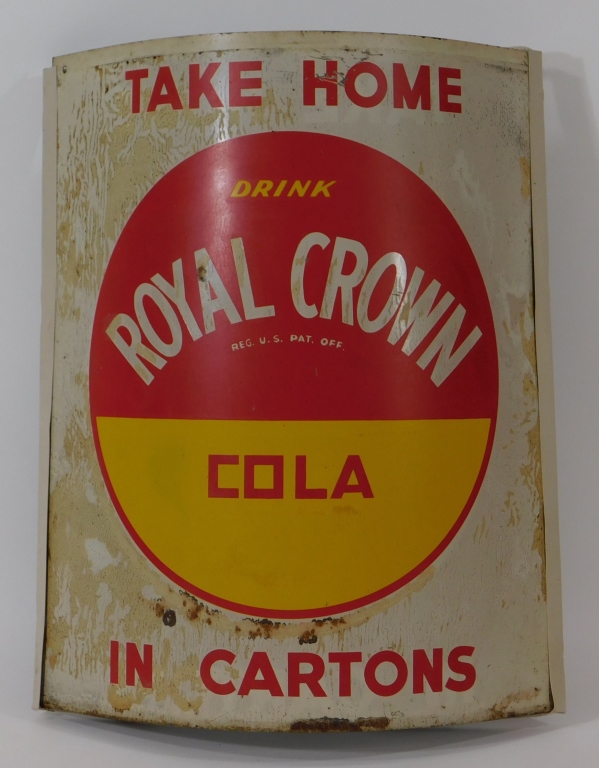 TAKE HOME
DRINK
ROYAL CROWN
REG. U.S. PAT. OFF.
COLA
IN CARTONS